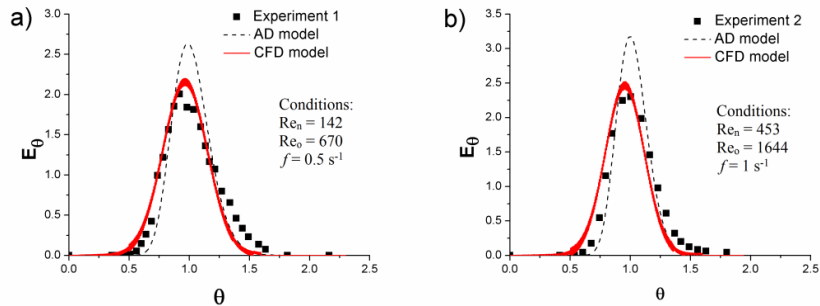 a)
Experiment 1
AD model
CFD model
Conditions:
Reₙ = 142
Reₒ = 670
f = 0.5 s⁻¹
E_θ
3.0
2.5
2.0
1.5
1.0
0.5
0.0
0.0 0.5 1.0 1.5 2.0 2.5
θ
b)
Experiment 2
AD model
CFD model
Conditions:
Reₙ = 453
Reₒ = 1644
f = 1 s⁻¹
E_θ
3.5
3.0
2.5
2.0
1.5
1.0
0.5
0.0
0.0 0.5 1.0 1.5 2.0 2.5
θ